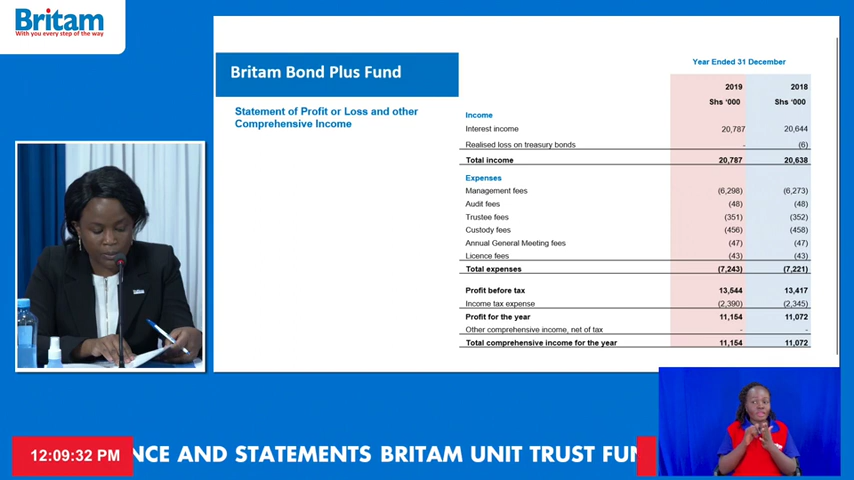 Britam
With you every step of the way
Britam Bond Plus Fund
Statement of Profit or Loss and other
Comprehensive Income
Year Ended 31 December
2019 2018
Shs '000 Shs '000
Income
Interest income 20,787 20,644
Realised loss on treasury bonds - (6)
Total income 20,787 20,638
Expenses
Management fees (6,298) (6,273)
Audit fees (48) (48)
Trustee fees (351) (352)
Custody fees (456) (458)
Annual General Meeting fees (47) (47)
Licence fees (43) (43)
Total expenses (7,243) (7,221)
Profit before tax 13,544 13,417
Income tax expense (2,390) (2,345)
Profit for the year 11,154 11,072
Other comprehensive income, net of tax - -
Total comprehensive income for the year 11,154 11,072
12:09:32 PM NCE AND STATEMENTS BRITAM UNIT TRUST FUN